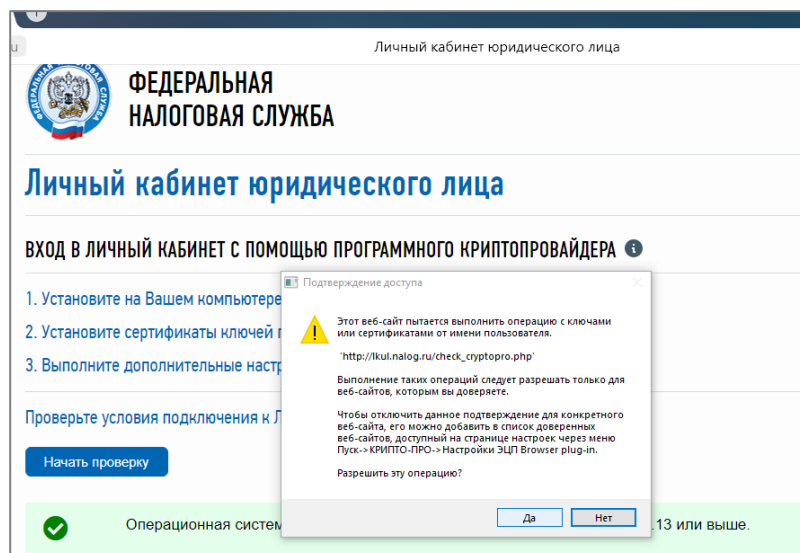 u
Личный кабинет юридического лица
ФЕДЕРАЛЬНАЯ НАЛОГОВАЯ СЛУЖБА
ФЕДЕРАЛЬНАЯ
НАЛОГОВАЯ СЛУЖБА
Личный кабинет юридического лица
ВХОД В ЛИЧНЫЙ КАБИНЕТ С ПОМОЩЬЮ ПРОГРАММНОГО КРИПТОПРОВАЙДЕРА i
1. Установите на Вашем компьютере
2. Установите сертификаты ключей п
3. Выполните дополнительные настр
Проверьте условия подключения к Л
Начать проверку
Операционная систем
.13 или выше.
Подтверждение доступа
Этот веб-сайт пытается выполнить операцию с ключами
или сертификатами от имени пользователя.
'http://lkul.nalog.ru/check_cryptopro.php'
Выполнение таких операций следует разрешать только для
веб-сайтов, которым вы доверяете.
Чтобы отключить данное подтверждение для конкретного
веб-сайта, его можно добавить в список доверенных
веб-сайтов, доступный на странице настроек через меню
Пуск->КРИПТО-ПРО->Настройки ЭЦП Browser plug-in.
Разрешить эту операцию?
Да
Нет